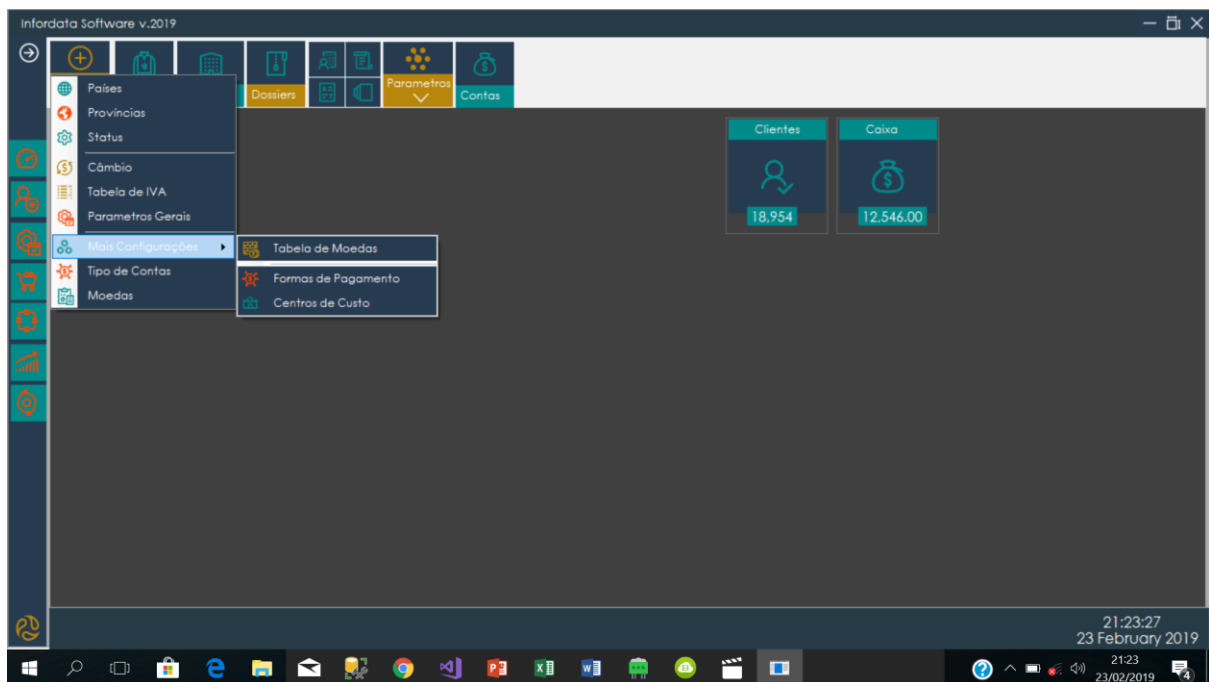 Infordata Software v.2019
Dossiers
Parametros
Contas
Países
Províncias
Status
Câmbio
Tabela de IVA
Parametros Gerais
Mais Configurações
Tipo de Contas
Moedas
Tabela de Moedas
Formas de Pagamento
Centros de Custo
Clientes
18,954
Caixa
12,546.00
21:23:27
23 February 2019
21:23
23/02/2019
4